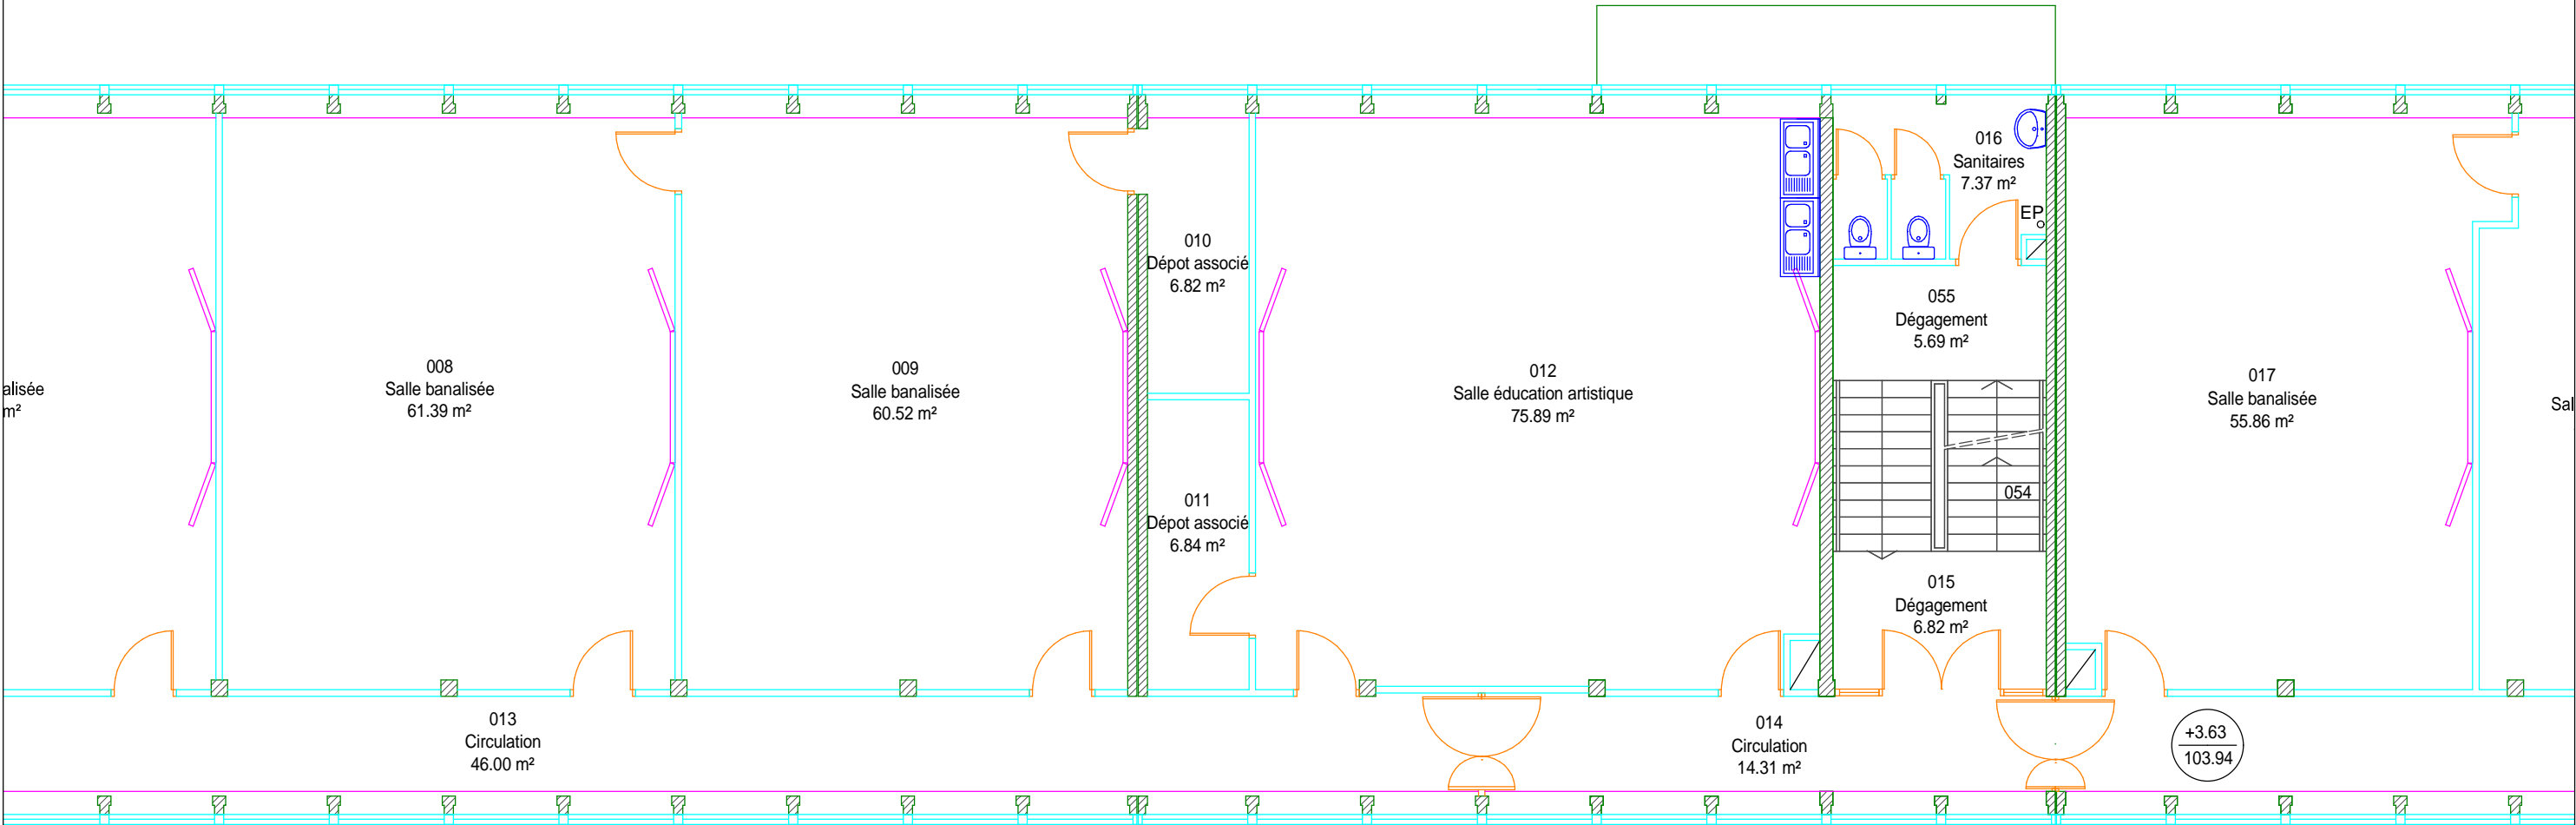 alisée
m²
008
Salle banalisée
61.39 m²
009
Salle banalisée
60.52 m²
010
Dépot associé
6.82 m²
011
Dépot associé
6.84 m²
012
Salle éducation artistique
75.89 m²
016
Sanitaires
7.37 m²
EP
055
Dégagement
5.69 m²
054
015
Dégagement
6.82 m²
017
Salle banalisée
55.86 m²
Sal
013
Circulation
46.00 m²
014
Circulation
14.31 m²
+3.63
103.94